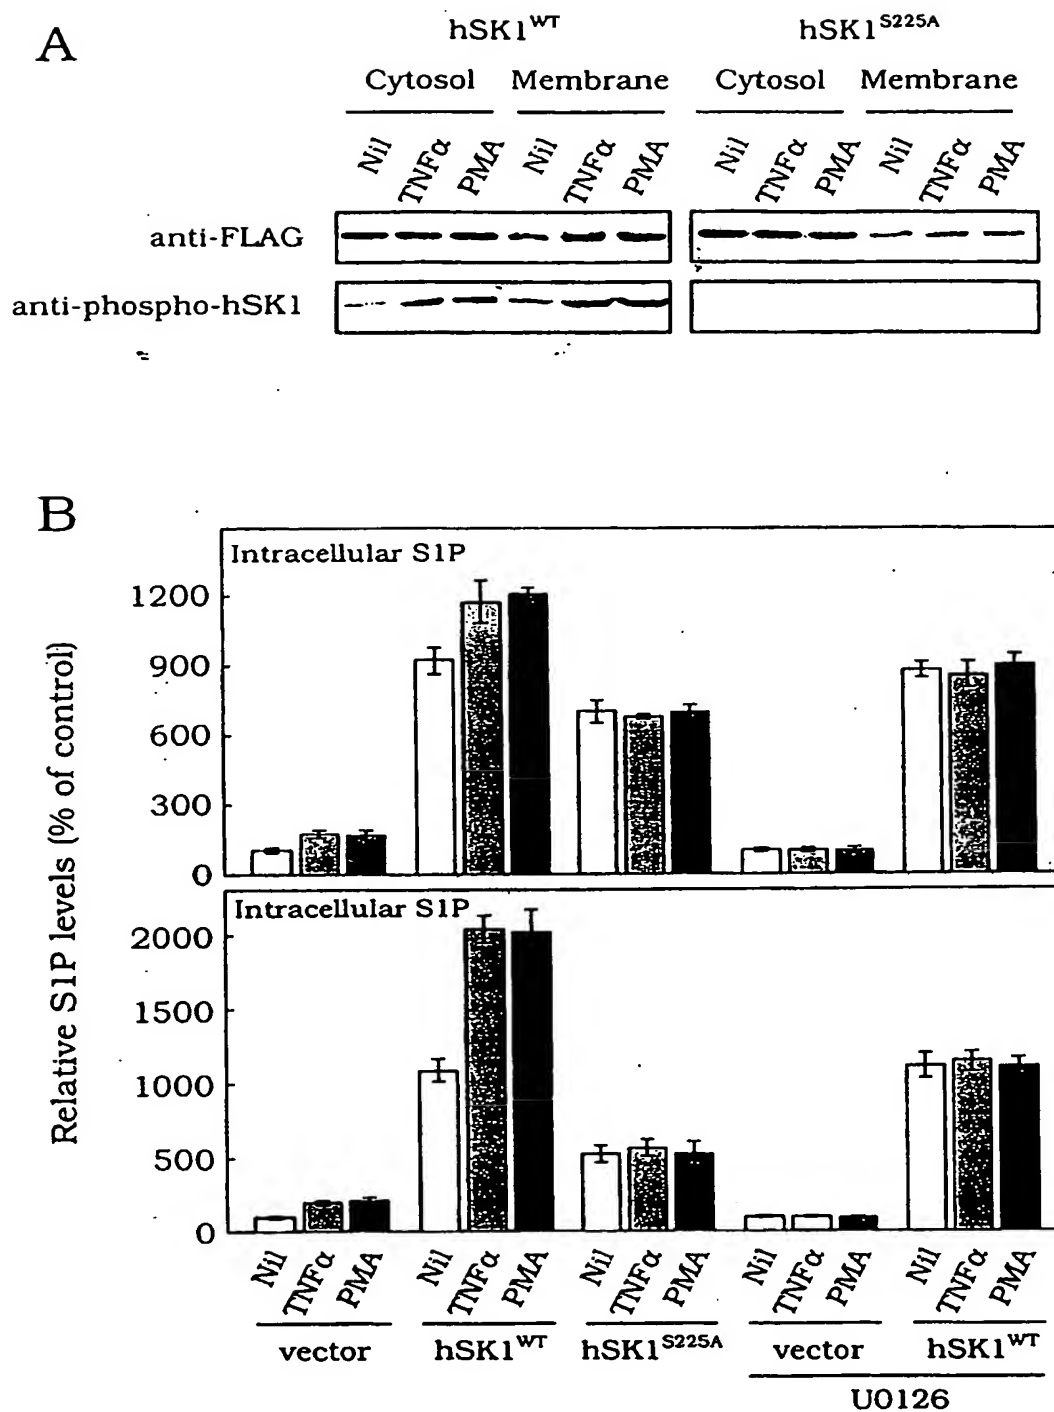 A
hSK1WT hSK1S225A
Cytosol Membrane Cytosol Membrane
Nil TNFα PMA Nil TNFα PMA Nil TNFα PMA Nil TNFα PMA
anti-FLAG
anti-phospho-hSK1
B
Relative S1P levels (% of control)
Intracellular S1P
1200
900
600
300
0
Intracellular S1P
2000
1500
1000
500
0
Nil TNFα PMA Nil TNFα PMA Nil TNFα PMA Nil TNFα PMA Nil TNFα PMA
vector hSK1WT hSK1S225A vector hSK1WT
U0126